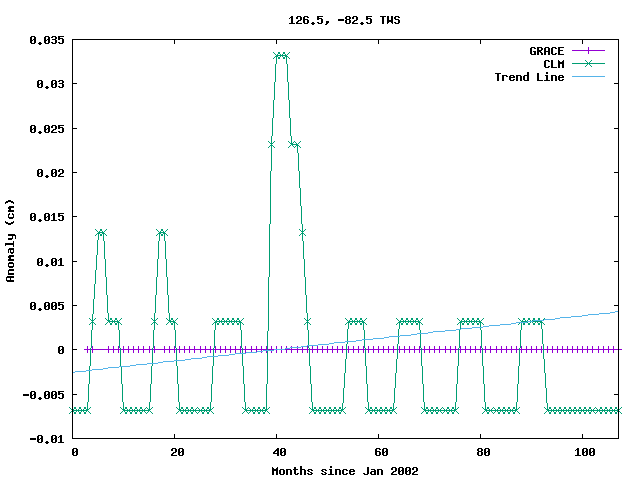 126.5, -82.5 TWS
GRACE
CLM
Trend Line
0.035
0.03
0.025
0.02
0.015
0.01
0.005
0
-0.005
-0.01
Anomaly (cm)
0 20 40 60 80 100
Months since Jan 2002